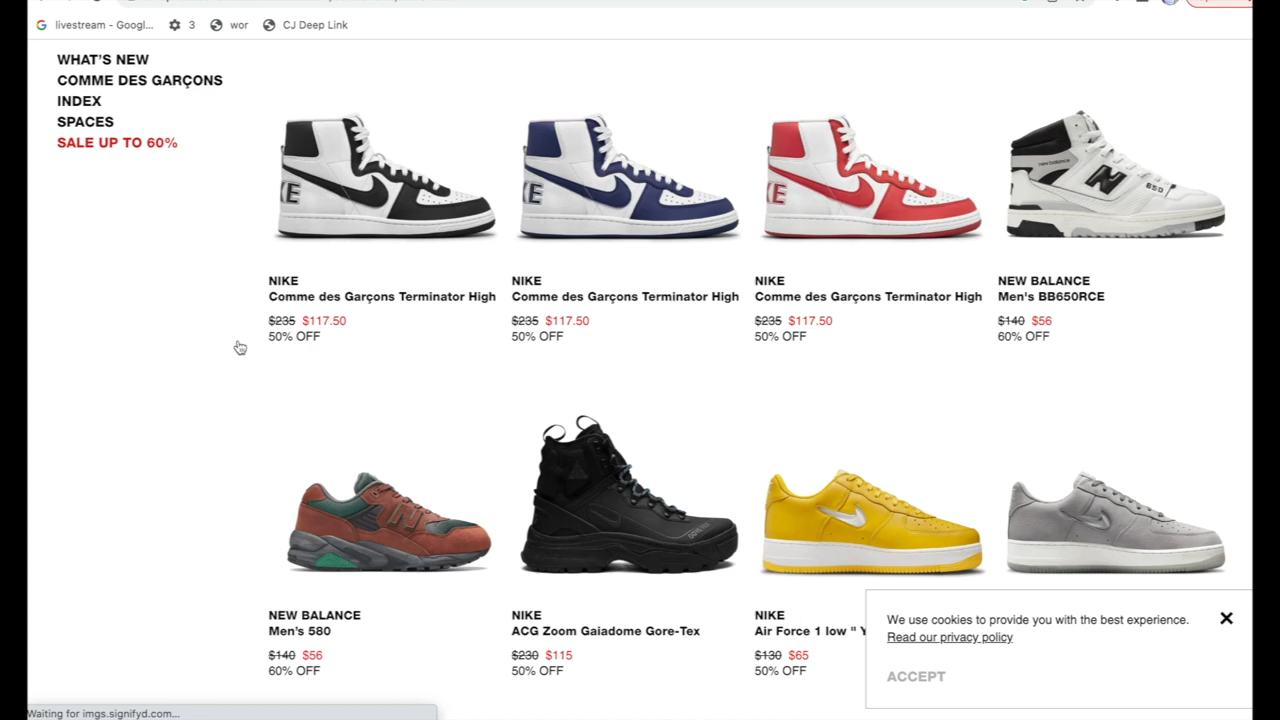 livestream - Googl...
3
wor
CJ Deep Link
WHAT'S NEW
COMME DES GARÇONS
INDEX
SPACES
SALE UP TO 60%
NIKE
Comme des Garçons Terminator High
$235 $117.50
50% OFF
NIKE
Comme des Garçons Terminator High
$235 $117.50
50% OFF
NIKE
Comme des Garçons Terminator High
$235 $117.50
50% OFF
new balance
650
NEW BALANCE
Men's BB650RCE
$140 $56
60% OFF
NEW BALANCE
Men's 580
$140 $56
60% OFF
GORE-TEX
NIKE
ACG Zoom Gaiadome Gore-Tex
$230 $115
50% OFF
NIKE
Air Force 1 low " Y
$130 $65
50% OFF
We use cookies to provide you with the best experience.
Read our privacy policy
ACCEPT
Waiting for imgs.signifyd.com...